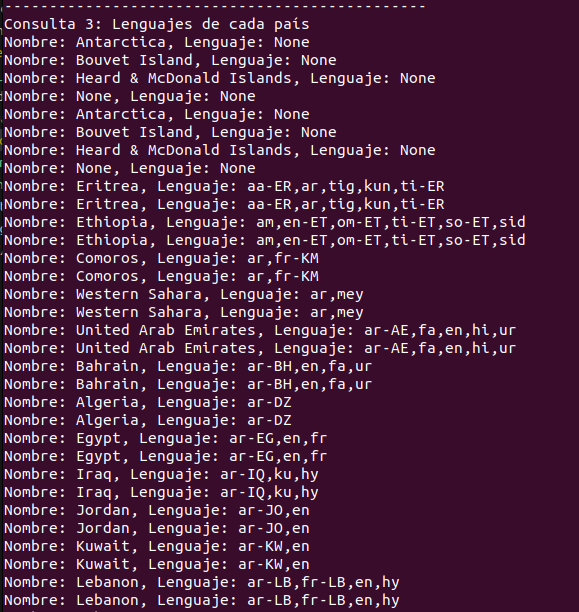 -----------------------------------------------
Consulta 3: Lenguajes de cada país
Nombre: Antarctica, Lenguaje: None
Nombre: Bouvet Island, Lenguaje: None
Nombre: Heard & McDonald Islands, Lenguaje: None
Nombre: None, Lenguaje: None
Nombre: Antarctica, Lenguaje: None
Nombre: Bouvet Island, Lenguaje: None
Nombre: Heard & McDonald Islands, Lenguaje: None
Nombre: None, Lenguaje: None
Nombre: Eritrea, Lenguaje: aa-ER,ar,tig,kun,ti-ER
Nombre: Eritrea, Lenguaje: aa-ER,ar,tig,kun,ti-ER
Nombre: Ethiopia, Lenguaje: am,en-ET,om-ET,ti-ET,so-ET,sid
Nombre: Ethiopia, Lenguaje: am,en-ET,om-ET,ti-ET,so-ET,sid
Nombre: Comoros, Lenguaje: ar,fr-KM
Nombre: Comoros, Lenguaje: ar,fr-KM
Nombre: Western Sahara, Lenguaje: ar,mey
Nombre: Western Sahara, Lenguaje: ar,mey
Nombre: United Arab Emirates, Lenguaje: ar-AE,fa,en,hi,ur
Nombre: United Arab Emirates, Lenguaje: ar-AE,fa,en,hi,ur
Nombre: Bahrain, Lenguaje: ar-BH,en,fa,ur
Nombre: Bahrain, Lenguaje: ar-BH,en,fa,ur
Nombre: Algeria, Lenguaje: ar-DZ
Nombre: Algeria, Lenguaje: ar-DZ
Nombre: Egypt, Lenguaje: ar-EG,en,fr
Nombre: Egypt, Lenguaje: ar-EG,en,fr
Nombre: Iraq, Lenguaje: ar-IQ,ku,hy
Nombre: Iraq, Lenguaje: ar-IQ,ku,hy
Nombre: Jordan, Lenguaje: ar-JO,en
Nombre: Jordan, Lenguaje: ar-JO,en
Nombre: Kuwait, Lenguaje: ar-KW,en
Nombre: Kuwait, Lenguaje: ar-KW,en
Nombre: Lebanon, Lenguaje: ar-LB,fr-LB,en,hy
Nombre: Lebanon, Lenguaje: ar-LB,fr-LB,en,hy